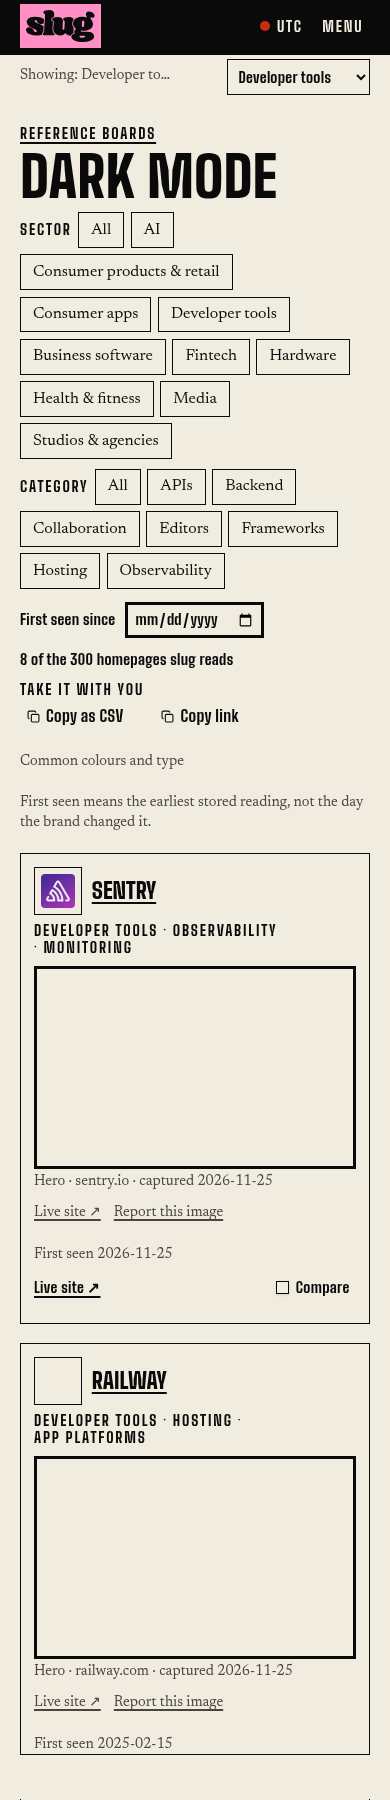 slug
UTC MENU
Showing: Developer to... Developer tools
REFERENCE BOARDS
DARK MODE
SECTOR All AI
Consumer products & retail
Consumer apps Developer tools
Business software Fintech Hardware
Health & fitness Media
Studios & agencies
CATEGORY All APIs Backend
Collaboration Editors Frameworks
Hosting Observability
First seen since mm/dd/yyyy
8 of the 300 homepages slug reads
TAKE IT WITH YOU
Copy as CSV Copy link
Common colours and type
First seen means the earliest stored reading, not the day
the brand changed it.
SENTRY
DEVELOPER TOOLS · OBSERVABILITY
· MONITORING
Hero · sentry.io · captured 2026-11-25
Live site ↗ Report this image
First seen 2026-11-25
Live site ↗ Compare
RAILWAY
DEVELOPER TOOLS · HOSTING ·
APP PLATFORMS
Hero · railway.com · captured 2026-11-25
Live site ↗ Report this image
First seen 2025-02-15